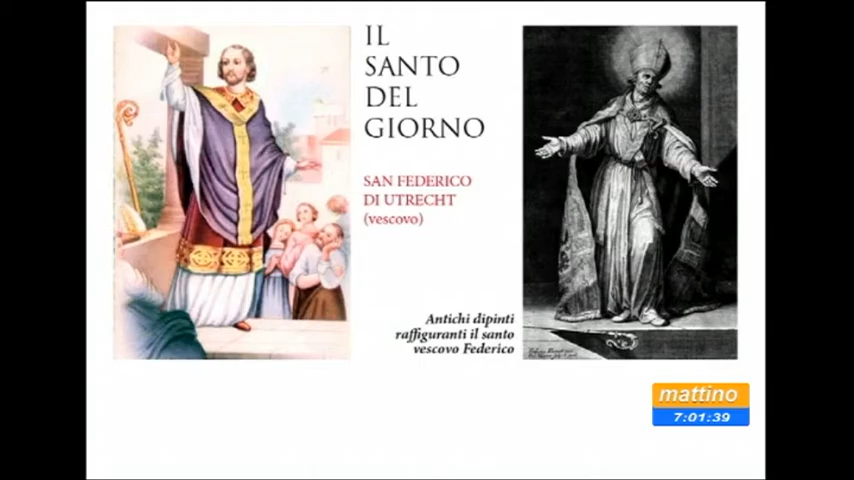 IL
SANTO
DEL
GIORNO
SAN FEDERICO
DI UTRECHT
(vescovo)
Antichi dipinti
raffiguranti il santo
vescovo Federico
mattino
7:01:39